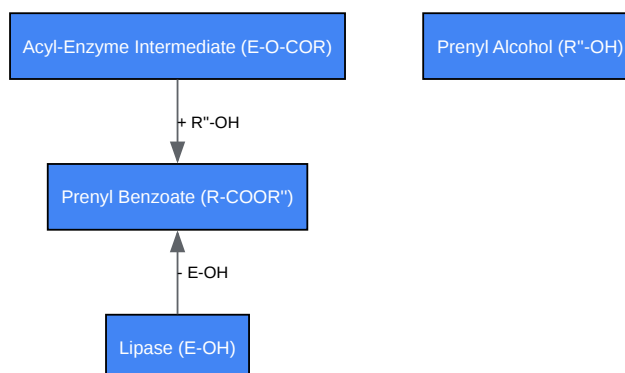 Acyl-Enzyme Intermediate (E-O-COR)
Prenyl Alcohol (R"-OH)
+ R"-OH
Prenyl Benzoate (R-COOR")
- E-OH
Lipase (E-OH)